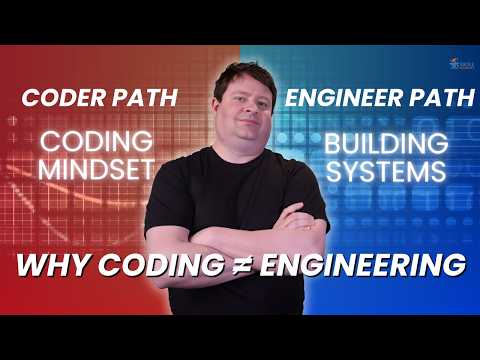 CODER PATH
CODING
MINDSET
ENGINEER PATH
BUILDING
SYSTEMS
WHY CODING ≠ ENGINEERING